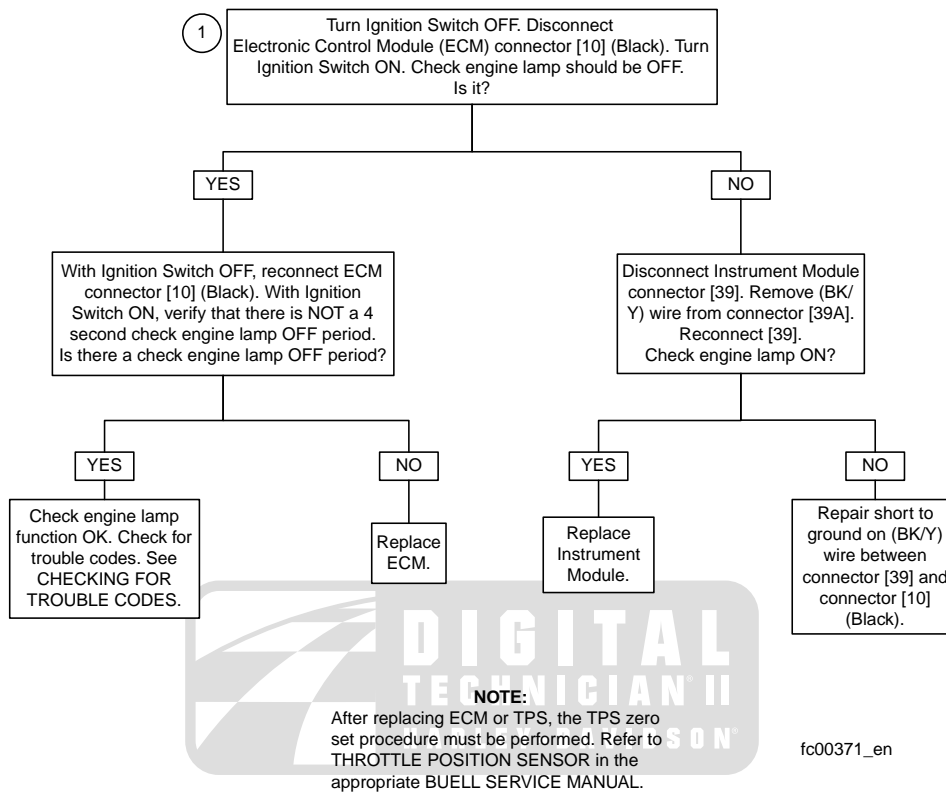 1
Turn Ignition Switch OFF. Disconnect
Electronic Control Module (ECM) connector [10] (Black). Turn
Ignition Switch ON. Check engine lamp should be OFF.
Is it?
YES
NO
With Ignition Switch OFF, reconnect ECM
connector [10] (Black). With Ignition
Switch ON, verify that there is NOT a 4
second check engine lamp OFF period.
Is there a check engine lamp OFF period?
Disconnect Instrument Module
connector [39]. Remove (BK/
Y) wire from connector [39A].
Reconnect [39].
Check engine lamp ON?
YES
NO
YES
NO
Check engine lamp
function OK. Check for
trouble codes. See
CHECKING FOR
TROUBLE CODES.
Replace
ECM.
Replace
Instrument
Module.
Repair short to
ground on (BK/Y)
wire between
connector [39] and
connector [10]
(Black).
DIGITAL
TECHNICIAN® II
HARLEY-DAVIDSON®
NOTE:
After replacing ECM or TPS, the TPS zero
set procedure must be performed. Refer to
THROTTLE POSITION SENSOR in the
appropriate BUELL SERVICE MANUAL.
fc00371_en